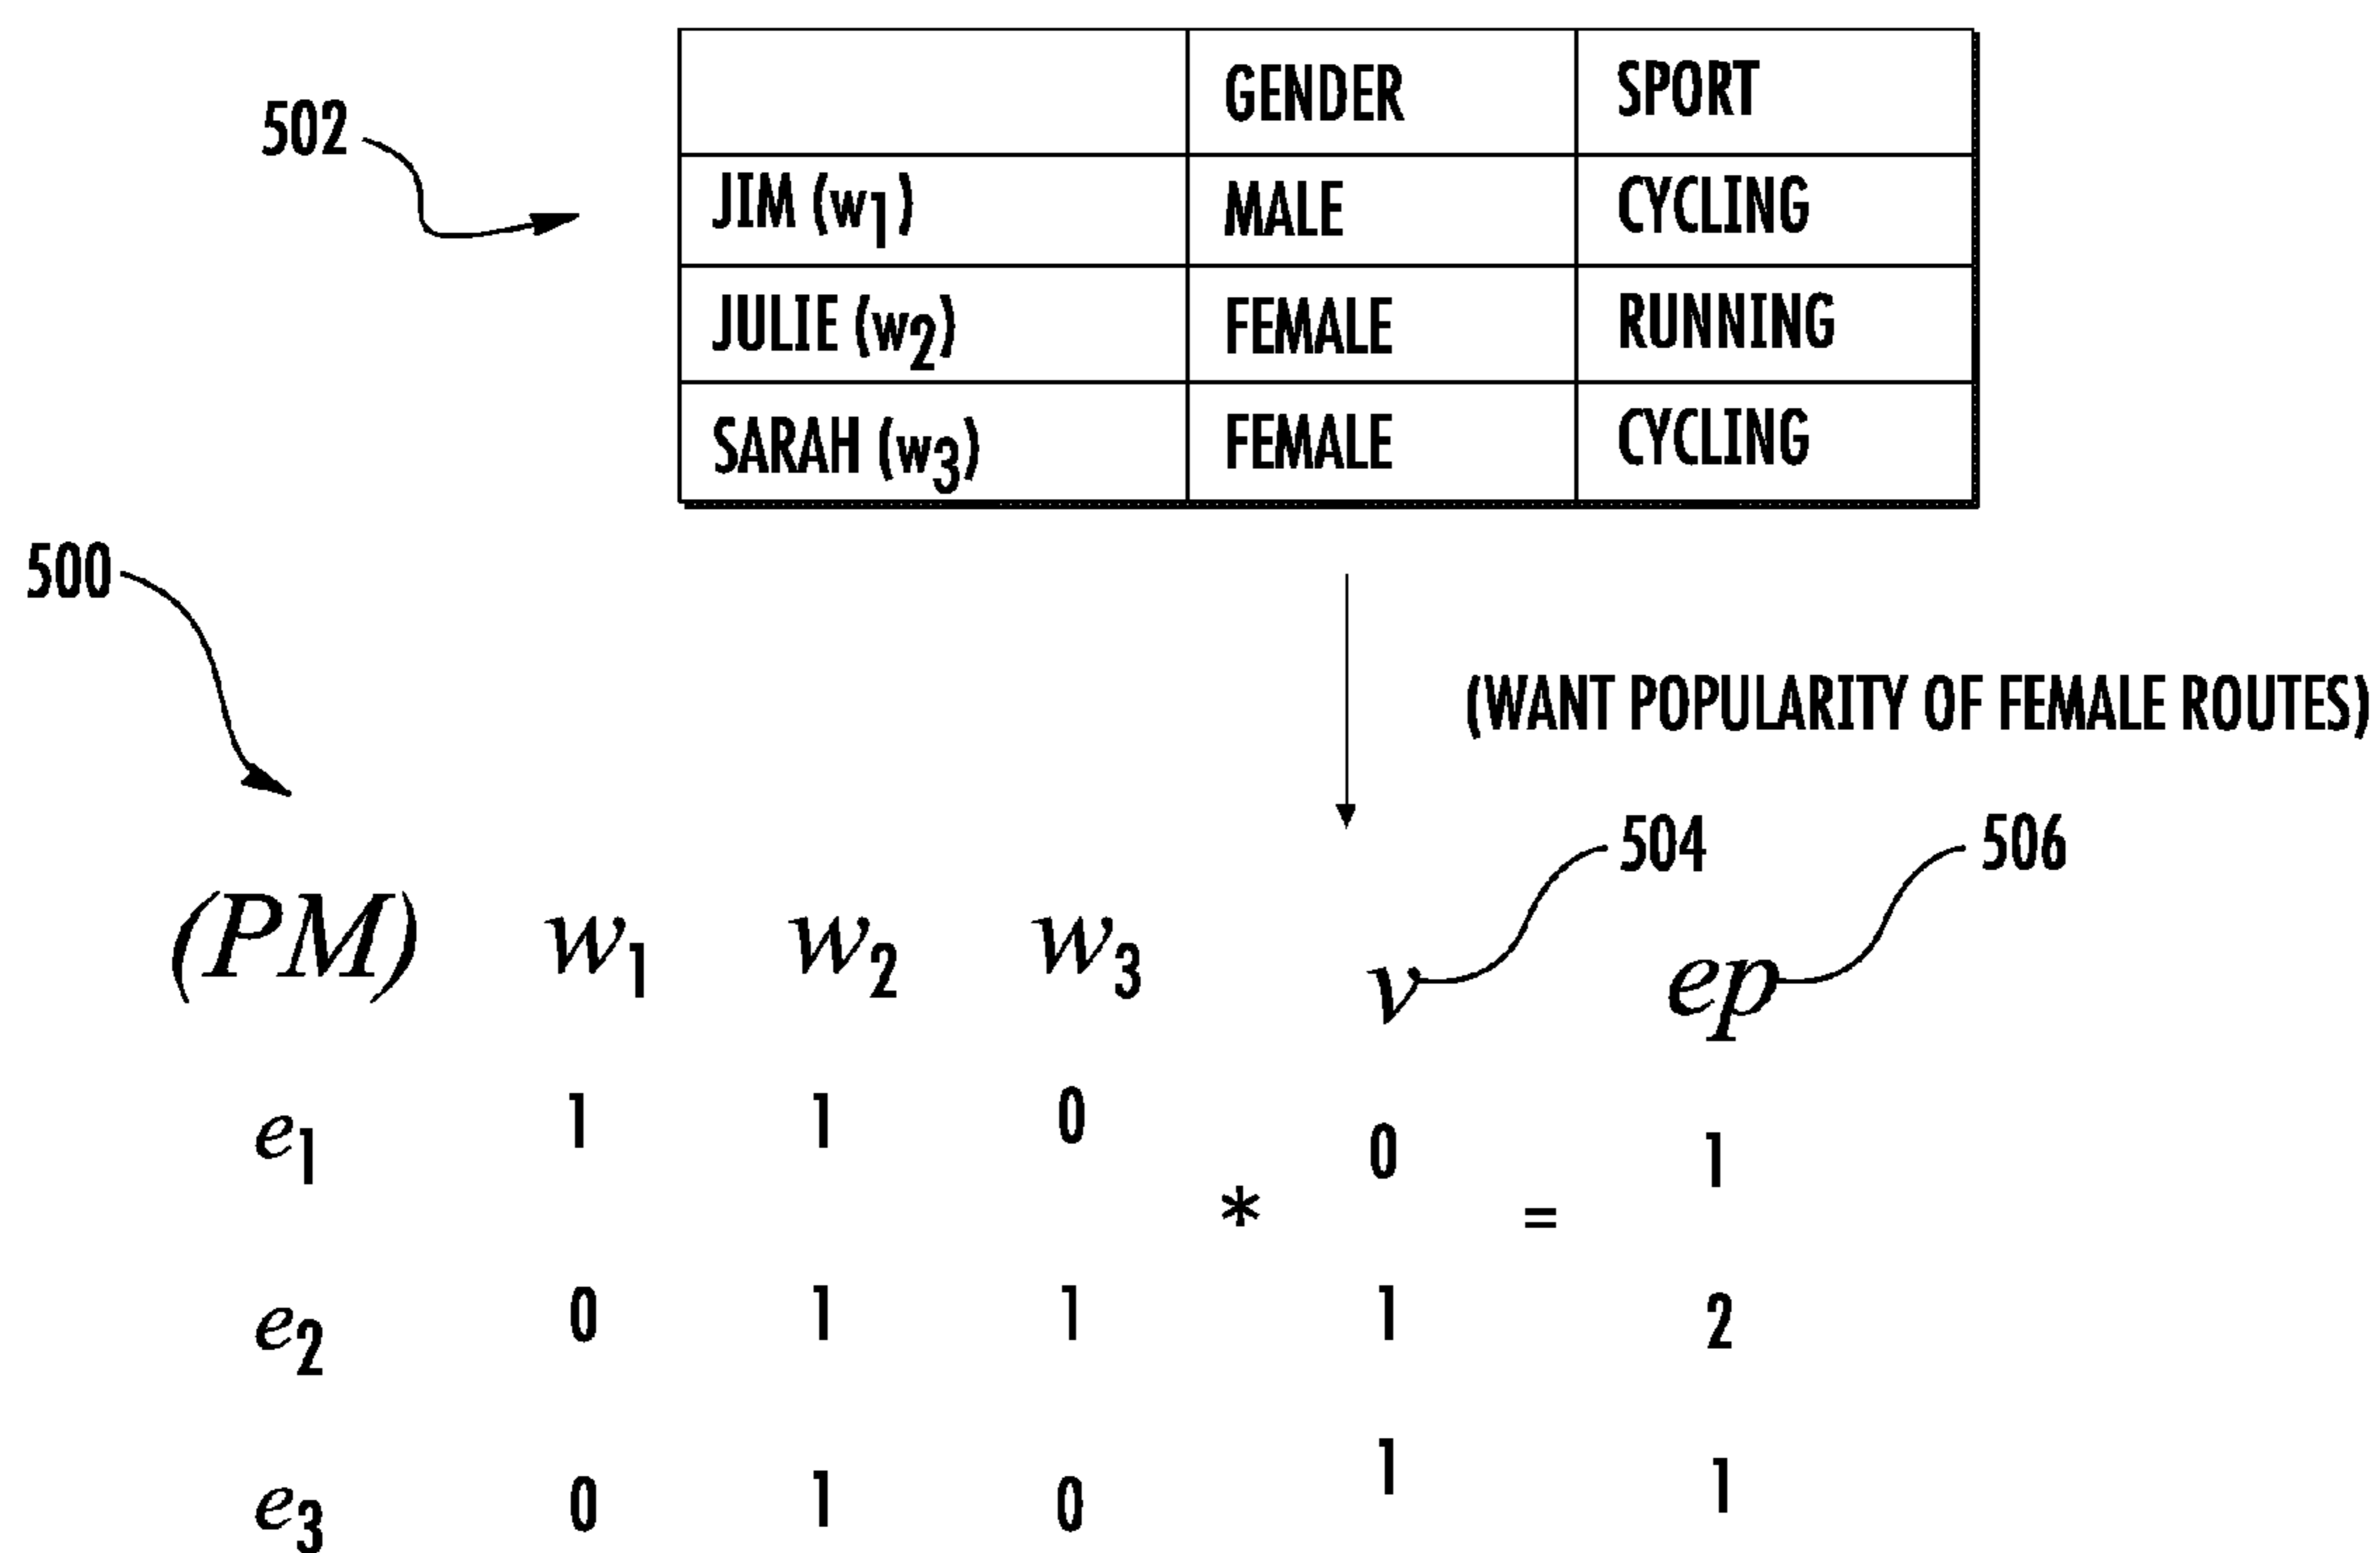 GENDER SPORT
502
JIM (w1) MALE CYCLING
JULIE (w2) FEMALE RUNNING
SARAH (w3) FEMALE CYCLING
500
(WANT POPULARITY OF FEMALE ROUTES)
504 506
(PM) w1 w2 w3 v ep
e1 1 1 0 0 1
* =
e2 0 1 1 1 2
e3 0 1 0 1 1